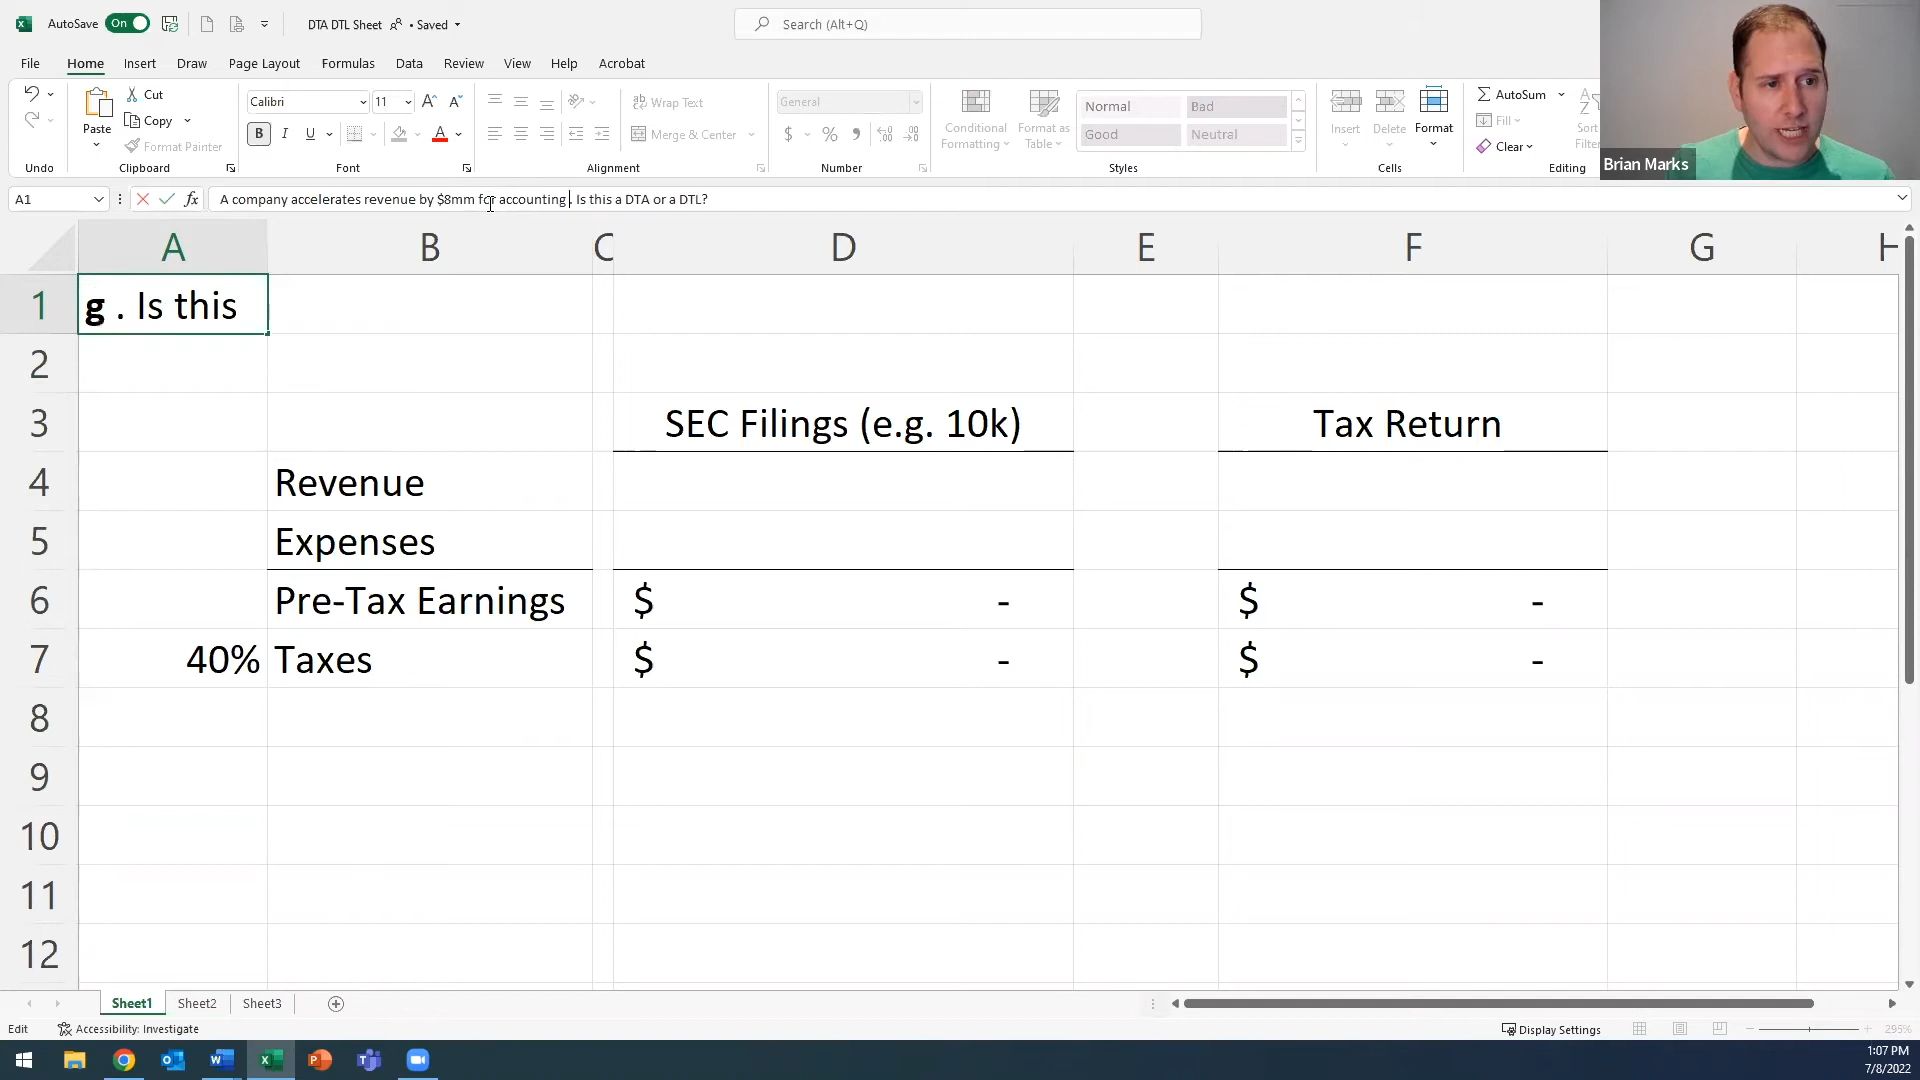 AutoSave On DTA DTL Sheet • Saved Search (Alt+Q)
File Home Insert Draw Page Layout Formulas Data Review View Help Acrobat
Paste Cut Copy Format Painter
Calibri 11 A A
B I U A
ab Wrap Text
Merge & Center
General
$ %
Conditional Formatting
Format as Table
Normal Bad
Good Neutral
Insert Delete Format
AutoSum
Fill
Clear
Sort
Brian Marks
Undo Clipboard Font Alignment Number Styles Cells Editing
A1 fx A company accelerates revenue by $8mm for accounting . Is this a DTA or a DTL?
A B C D E F G H
1 g . Is this
2
3 SEC Filings (e.g. 10k) Tax Return
4 Revenue
5 Expenses
6 Pre-Tax Earnings $ - $ -
7 40% Taxes $ - $ -
8
9
10
11
12
Sheet1 Sheet2 Sheet3
Edit Accessibility: Investigate Display Settings 295%
1:07 PM
7/8/2022